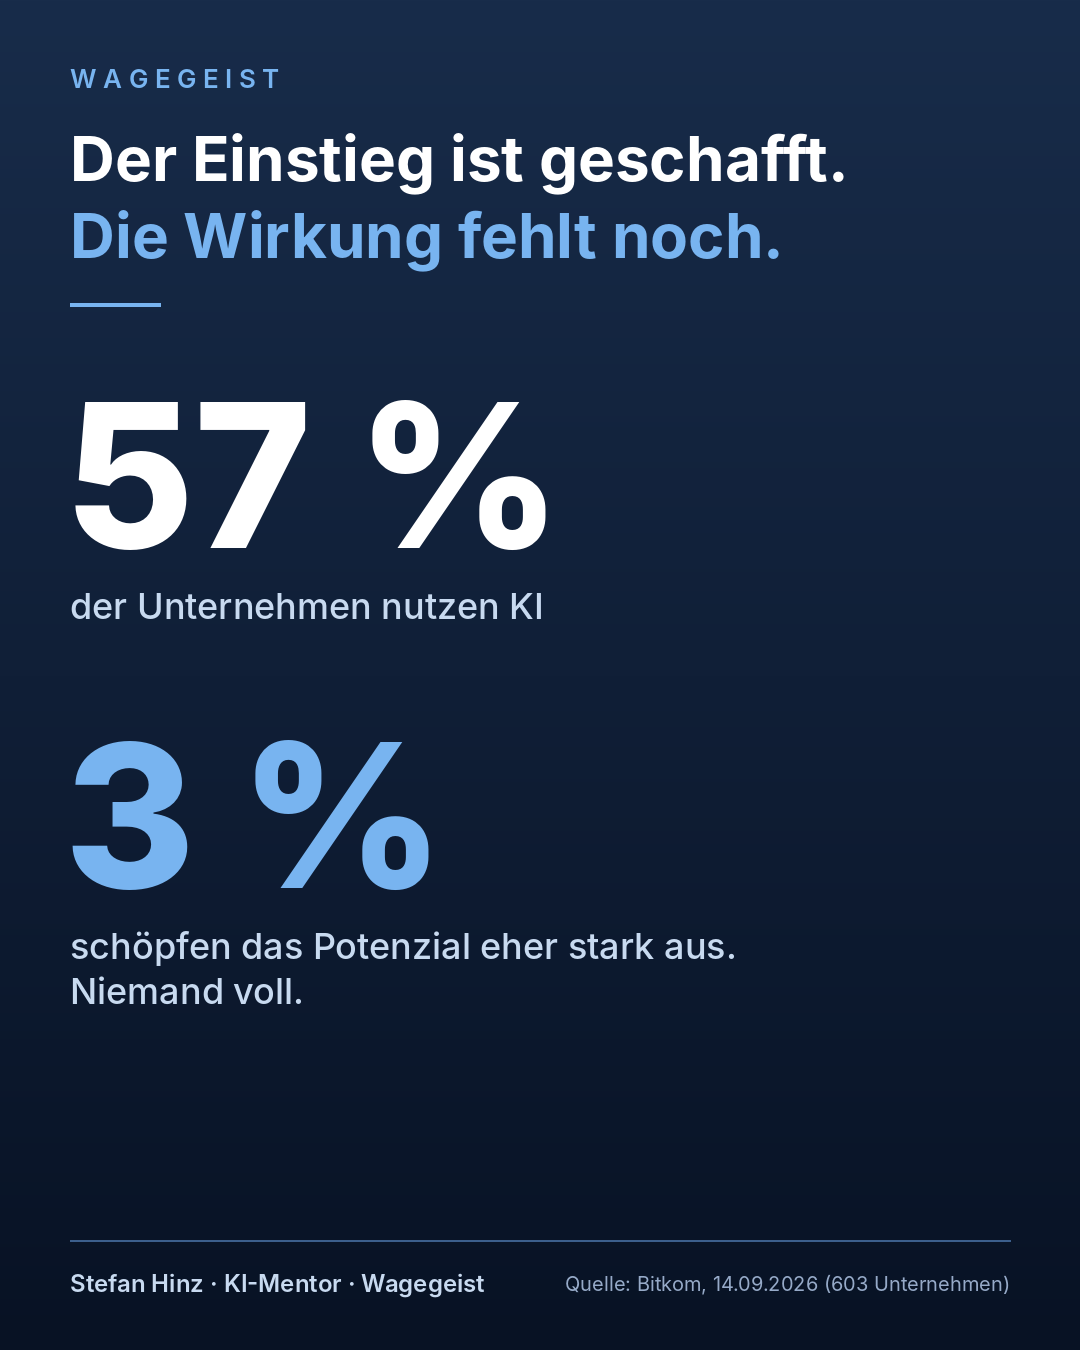 WAGEGEIST
Der Einstieg ist geschafft.
Die Wirkung fehlt noch.
57 %
der Unternehmen nutzen KI
3 %
schöpfen das Potenzial eher stark aus.
Niemand voll.
Stefan Hinz · KI-Mentor · Wagegeist
Quelle: Bitkom, 14.09.2026 (603 Unternehmen)